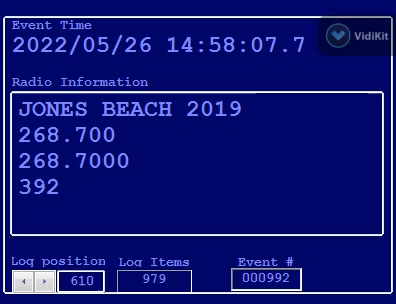 Event Time
2022/05/26 14:58:07.7
VidiKit
Radio Information
JONES BEACH 2019
268.700
268.7000
392
Log position Log Items Event #
610 979 000992